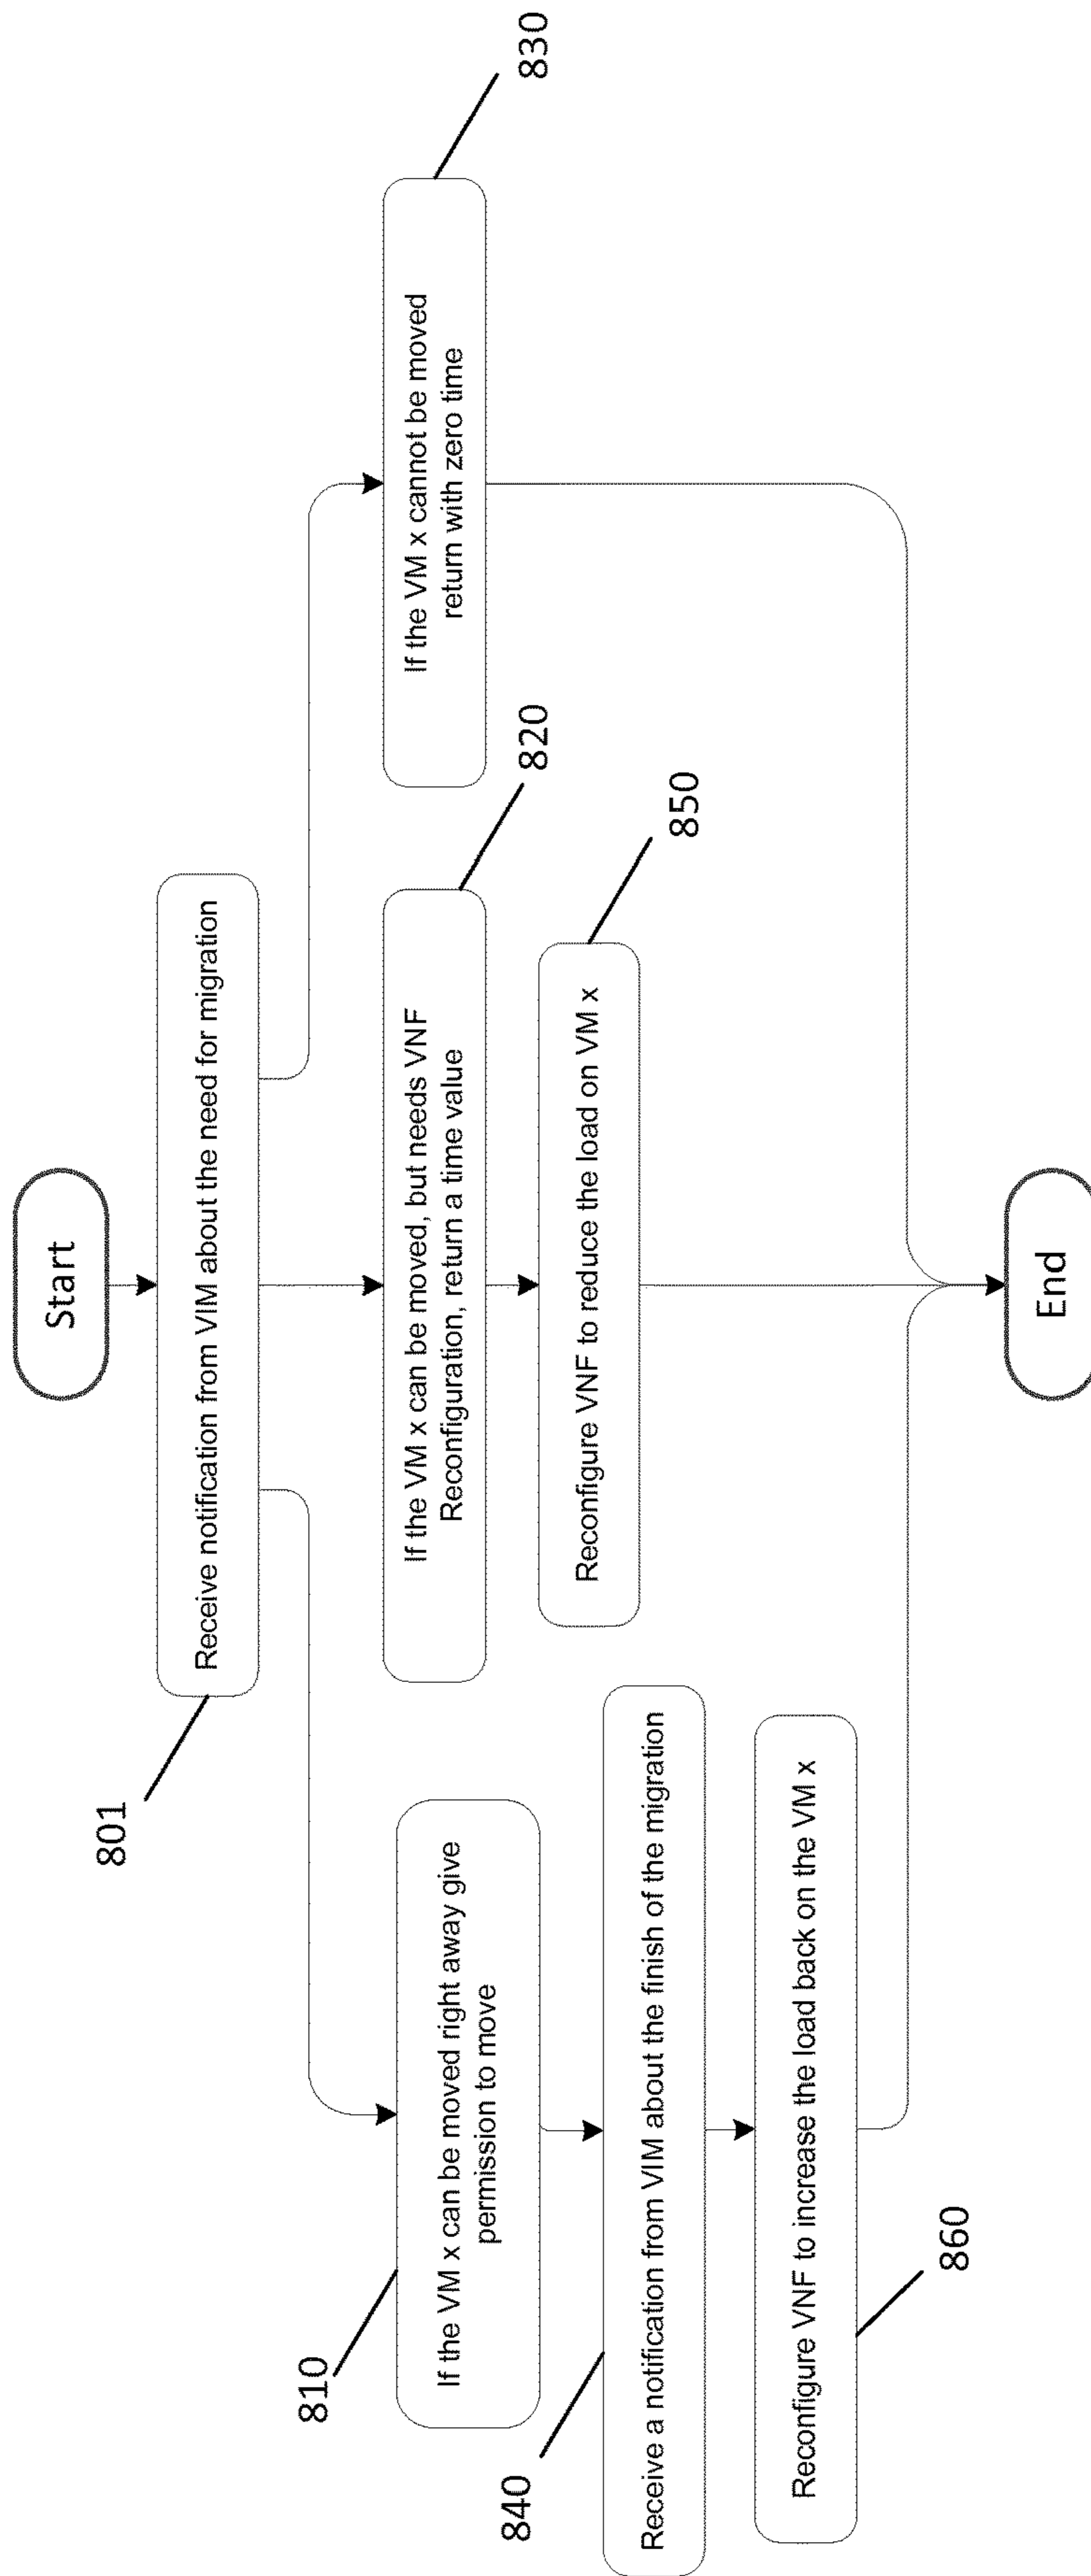 Start
801
Receive notification from VIM about the need for migration
810
If the VM x can be moved right away give
permission to move
If the VM x can be moved, but needs VNF
Reconfiguration, return a time value
820
If the VM x cannot be moved
return with zero time
830
840
Receive a notification from VIM about the finish of the migration
Reconfigure VNF to reduce the load on VM x
850
Reconfigure VNF to increase the load back on the VM x
860
End